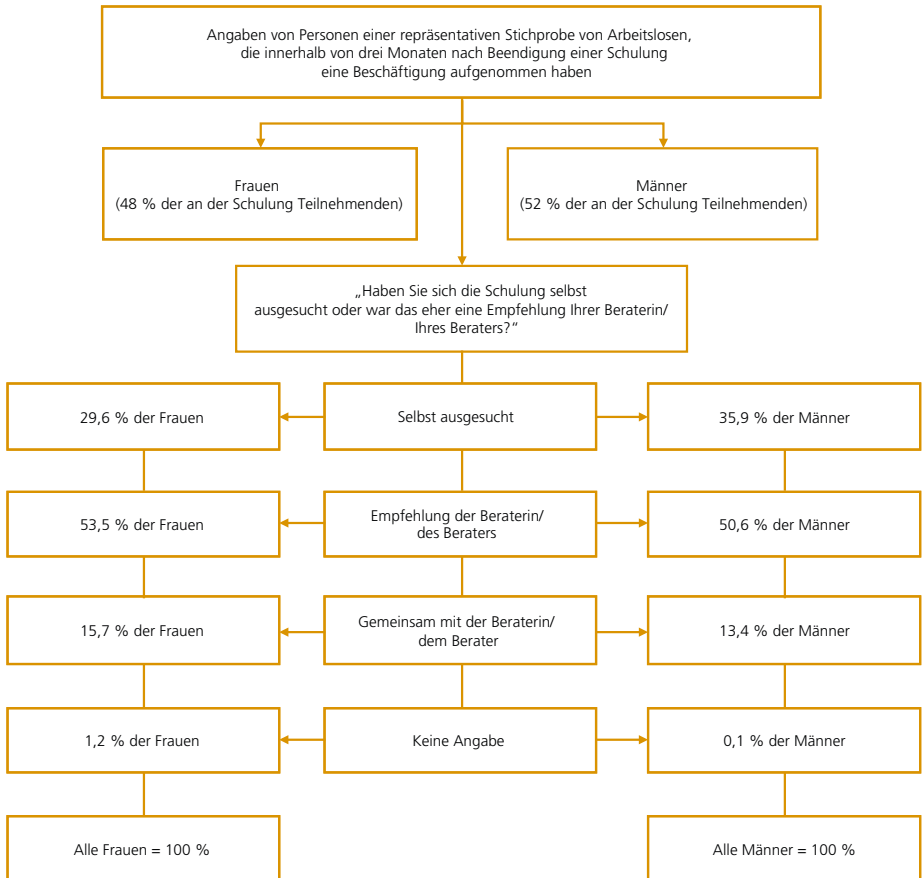 Angaben von Personen einer repräsentativen Stichprobe von Arbeitslosen,
die innerhalb von drei Monaten nach Beendigung einer Schulung
eine Beschäftigung aufgenommen haben
Frauen
(48 % der an der Schulung Teilnehmenden)
Männer
(52 % der an der Schulung Teilnehmenden)
„Haben Sie sich die Schulung selbst
ausgesucht oder war das eher eine Empfehlung Ihrer Beraterin/
Ihres Beraters?“
29,6 % der Frauen
Selbst ausgesucht
35,9 % der Männer
53,5 % der Frauen
Empfehlung der Beraterin/
des Beraters
50,6 % der Männer
15,7 % der Frauen
Gemeinsam mit der Beraterin/
dem Berater
13,4 % der Männer
1,2 % der Frauen
Keine Angabe
0,1 % der Männer
Alle Frauen = 100 %
Alle Männer = 100 %